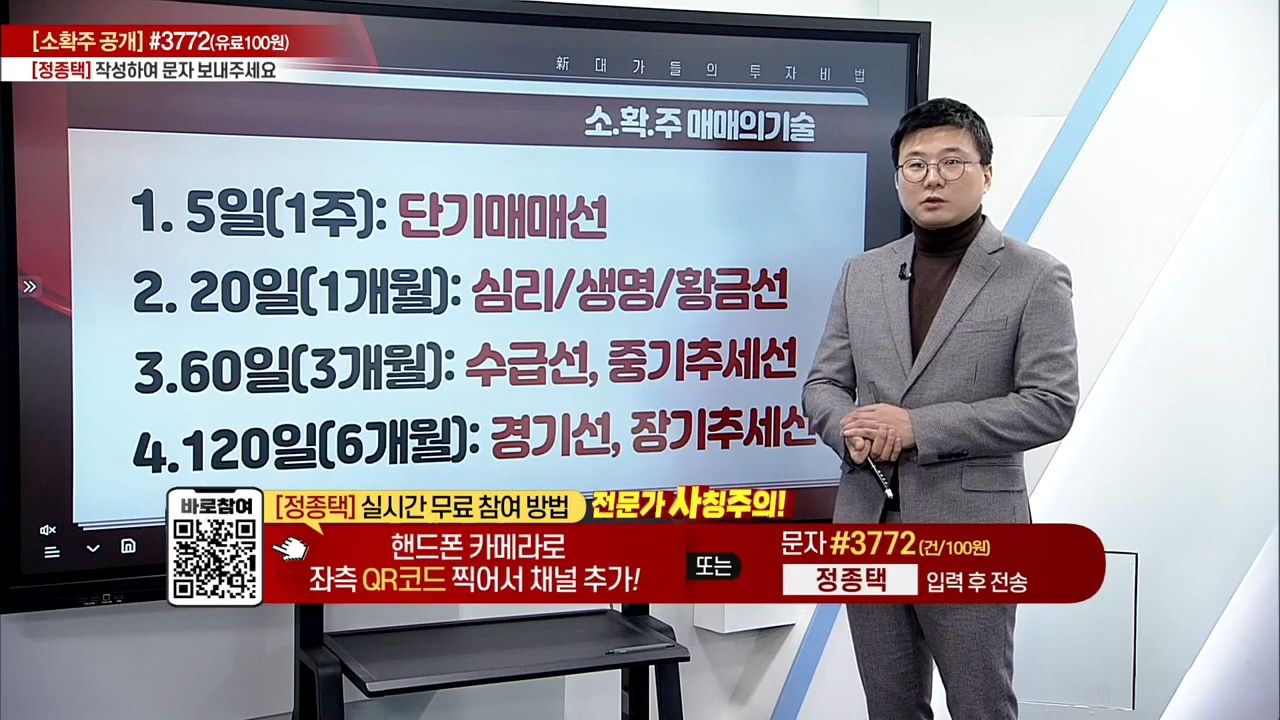 [소확주 공개] #3772(유료100원)
[정종택] 작성하여 문자 보내주세요
新 대가들의 투자비법
소.확.주 매매의기술
1. 5일(1주): 단기매매선
2. 20일(1개월): 심리/생명/황금선
3.60일(3개월): 수급선, 중기추세선
4.120일(6개월): 경기선, 장기추세선
바로참여
[정종택] 실시간 무료 참여 방법
전문가 사칭주의!
핸드폰 카메라로
좌측 QR코드 찍어서 채널 추가!
또는
문자 #3772 (건/100원)
정종택 입력 후 전송